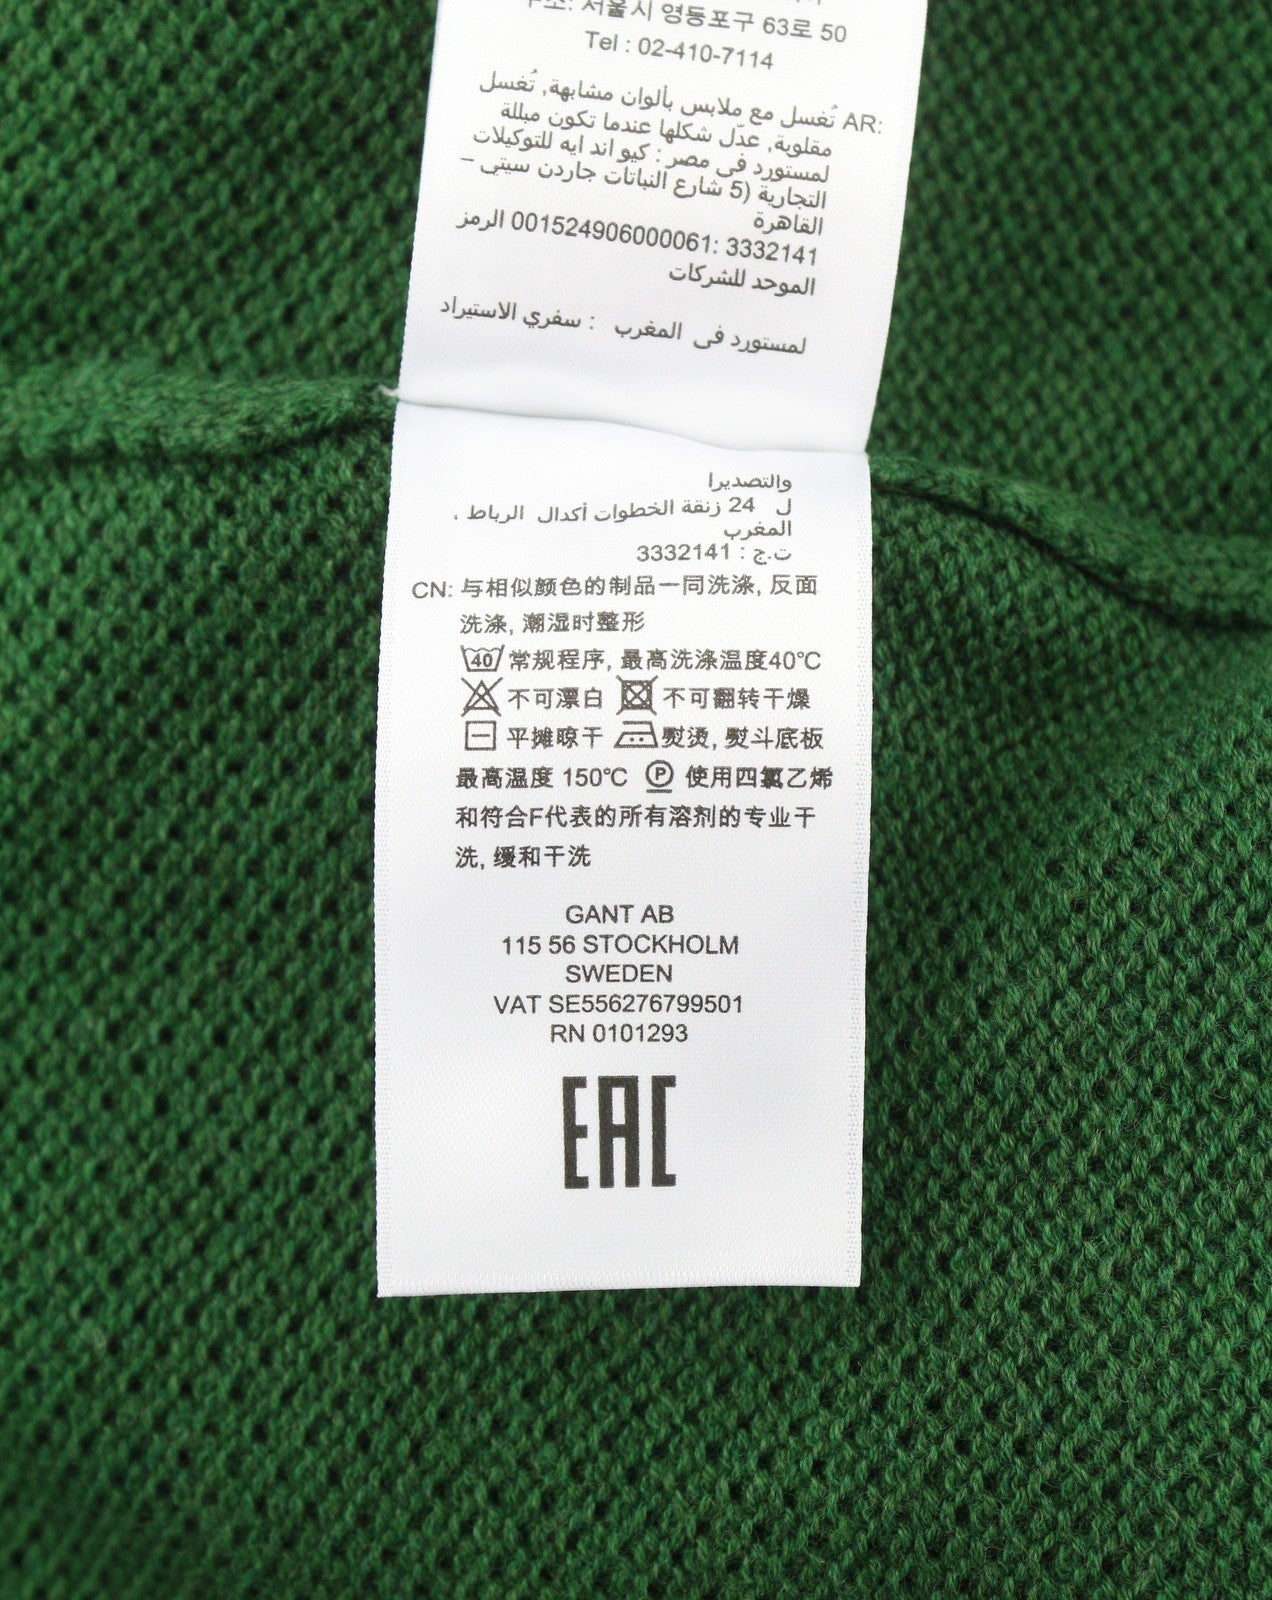 주소: 서울시 영등포구 63로 50
Tel : 02-410-7114
AR: تُغسل مع ملابس بألوان مشابهة, تُغسل
مقلوبة, عدّل شكلها عندما تكون مبللة
لمستورد فى مصر : كيو اند ايه للتوكيلات
التجارية (5 شارع النباتات جاردن سيتي –
القاهرة
3332141 :001524906000061 الرمز
الموحد للشركات
لمستورد فى المغرب : سفري الاستيراد
والتصديرا
ل 24 زنقة الخطوات أكدال الرباط ،
المغرب
ت.ج : 3332141
CN: 与相似颜色的制品一同洗涤, 反面
洗涤, 潮湿时整形
40 常规程序, 最高洗涤温度40°C
不可漂白 不可翻转干燥
平摊晾干 熨烫, 熨斗底板
最高温度 150°C P 使用四氯乙烯
和符合F代表的所有溶剂的专业干
洗, 缓和干洗
GANT AB
115 56 STOCKHOLM
SWEDEN
VAT SE556276799501
RN 0101293
EAC